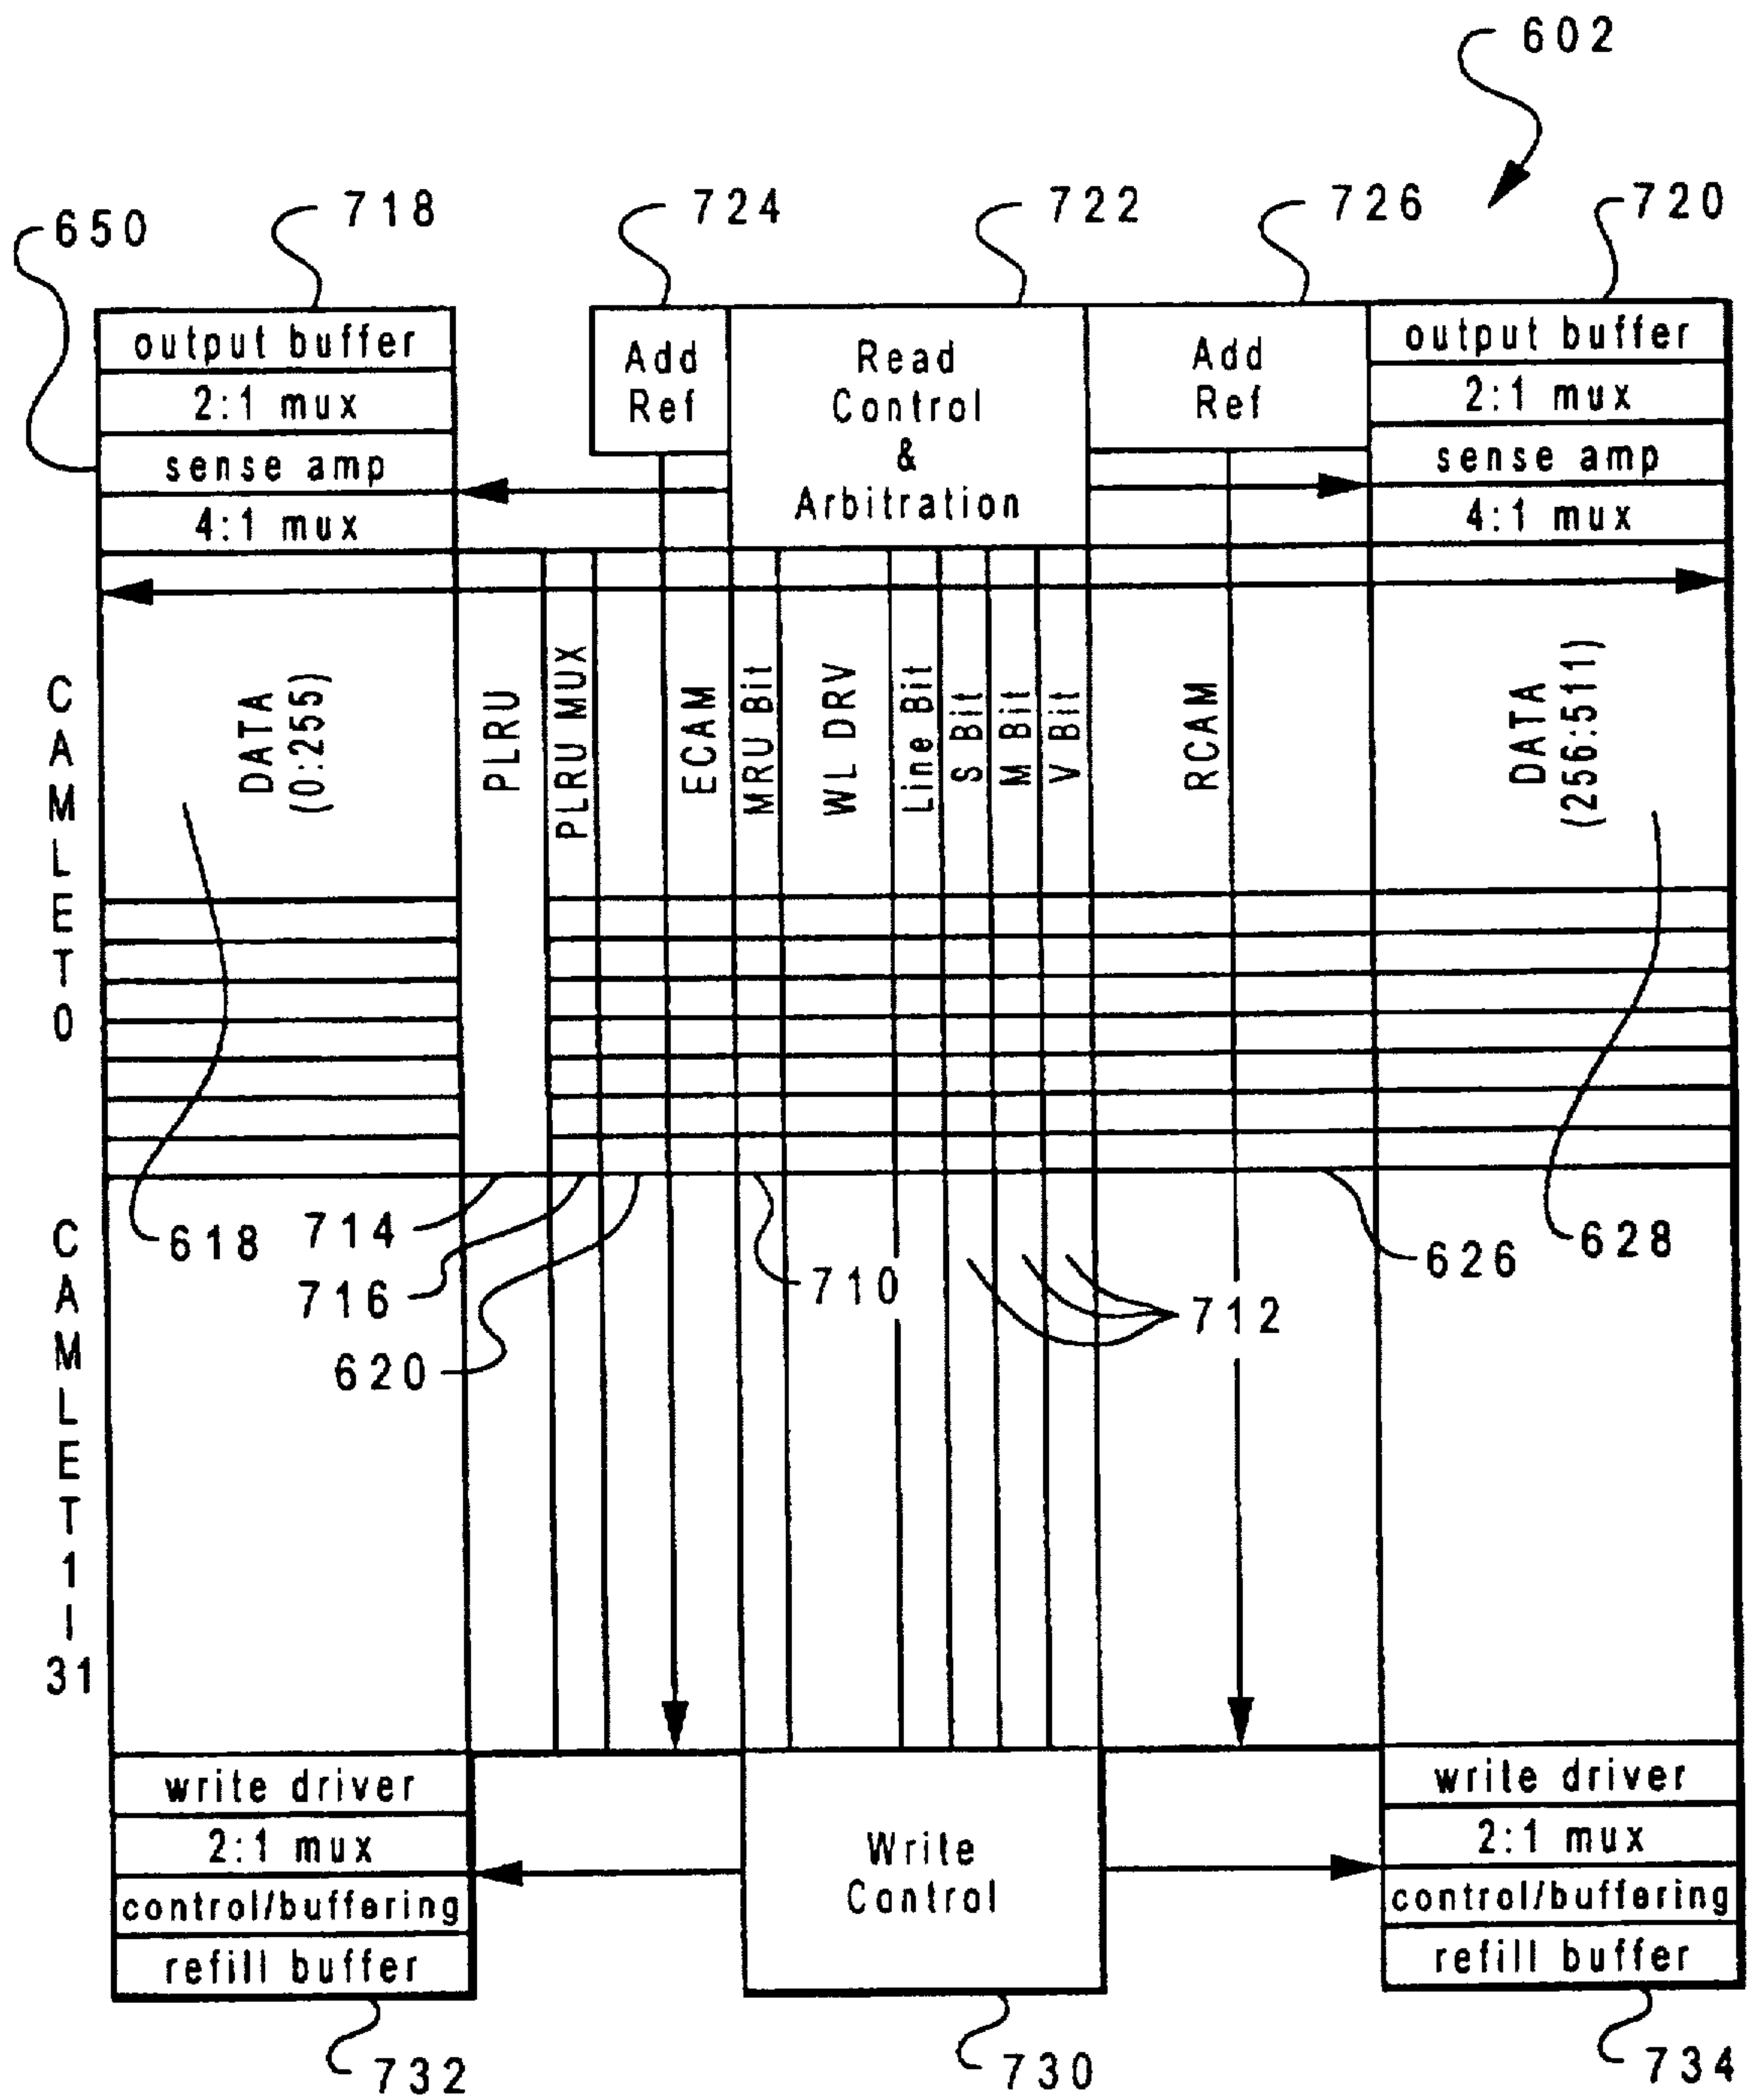 602
650
718
724
722
726
720
output buffer
2:1 mux
sense amp
4:1 mux
Add
Ref
Read
Control
&
Arbitration
Add
Ref
output buffer
2:1 mux
sense amp
4:1 mux
CAMLET 0
DATA
(0:255)
PLRU
PLRU MUX
ECAM
MRU Bit
WL DRV
Line Bit
S Bit
M Bit
V Bit
RCAM
DATA
(256:511)
CAMLET 1 | 31
618
714
716
620
710
712
626
628
write driver
2:1 mux
control/buffering
refill buffer
Write
Control
write driver
2:1 mux
control/buffering
refill buffer
732
730
734